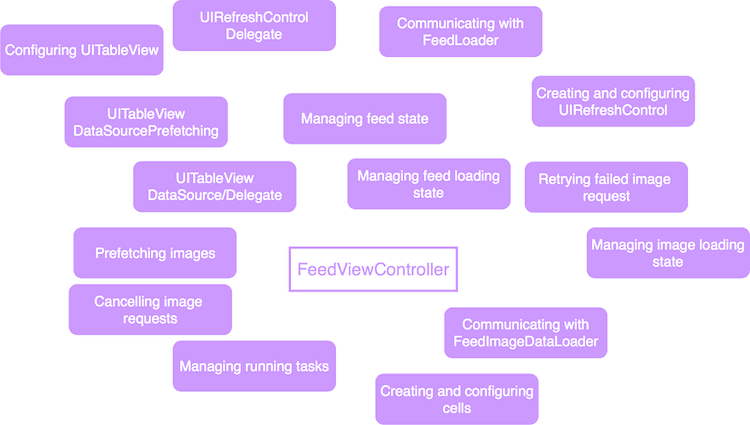 UIRefreshControl
Delegate
Communicating with
FeedLoader
Configuring UITableView
Creating and configuring
UIRefreshControl
UITableView
DataSourcePrefetching
Managing feed state
UITableView
DataSource/Delegate
Managing feed loading
state
Retrying failed image
request
Prefetching images
FeedViewController
Managing image loading
state
Cancelling image
requests
Communicating with
FeedImageDataLoader
Managing running tasks
Creating and configuring
cells